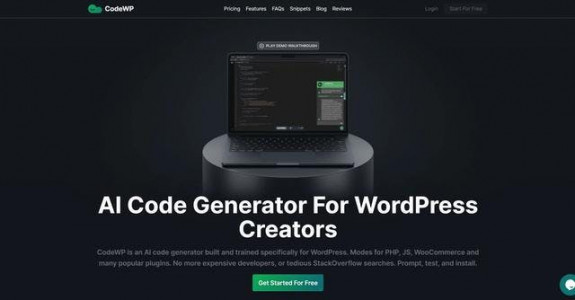 CodeWP
Pricing Features FAQs Snippets Blog Reviews
Login Start For Free
PLAY DEMO WALKTHROUGH
AI Code Generator For WordPress
Creators
CodeWP is an AI code generator built and trained specifically for WordPress. Modes for PHP, JS, WooCommerce and
many popular plugins. No more expensive developers, or tedious StackOverflow searches. Prompt, test, and install.
Get Started For Free